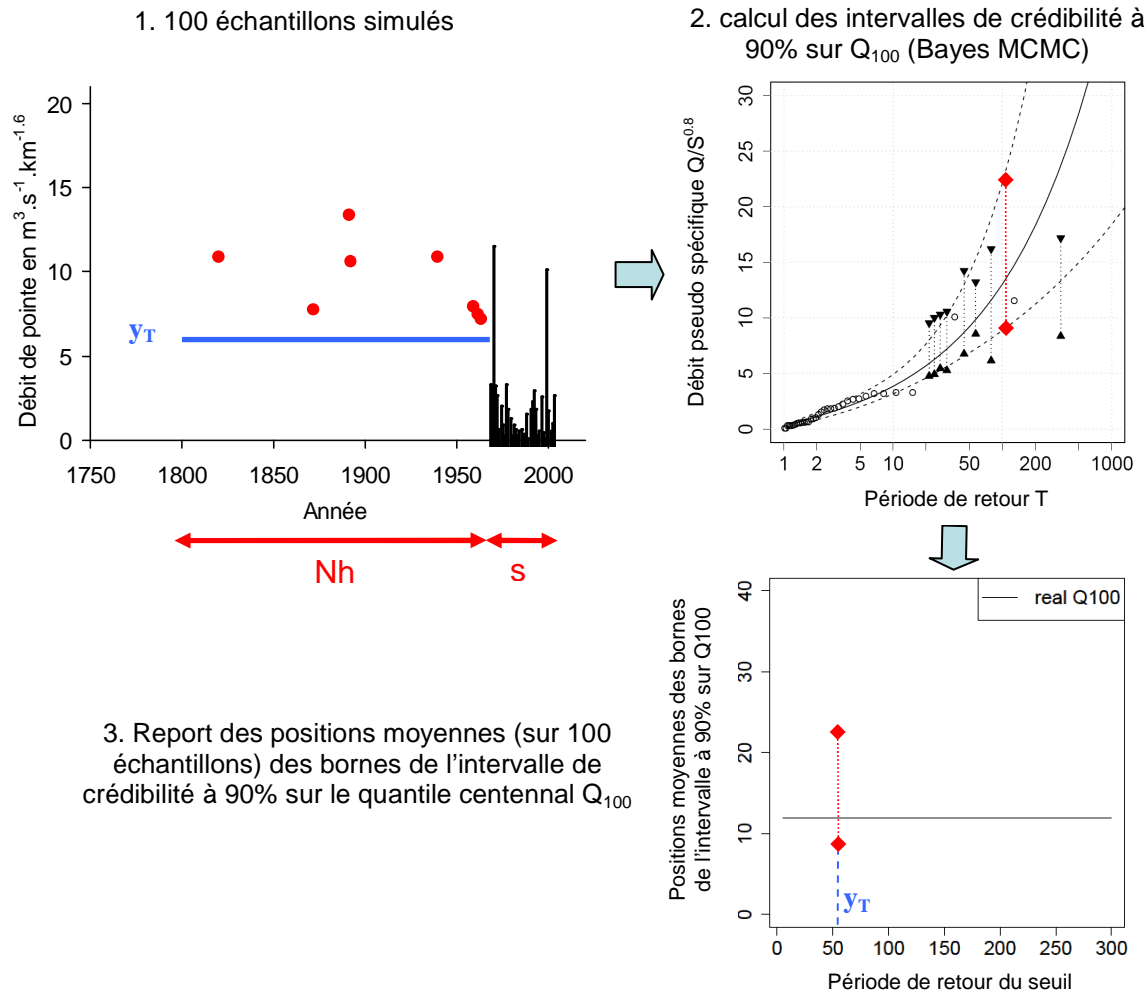 1. 100 échantillons simulés
Débit de pointe en m³.s⁻¹.km⁻¹·⁶
20
15
10
5
0
y_T
1750
1800
1850
1900
1950
2000
Année
Nh
s
2. calcul des intervalles de crédibilité à
90% sur Q₁₀₀ (Bayes MCMC)
Débit pseudo spécifique Q/S⁰·⁸
30
25
20
15
10
5
0
1
2
5
10
50
200
1000
Période de retour T
3. Report des positions moyennes (sur 100
échantillons) des bornes de l’intervalle de
crédibilité à 90% sur le quantile centennal Q₁₀₀
Positions moyennes des bornes
de l’intervalle à 90% sur Q100
40
30
20
10
0
real Q100
y_T
0
50
100
150
200
250
300
Période de retour du seuil